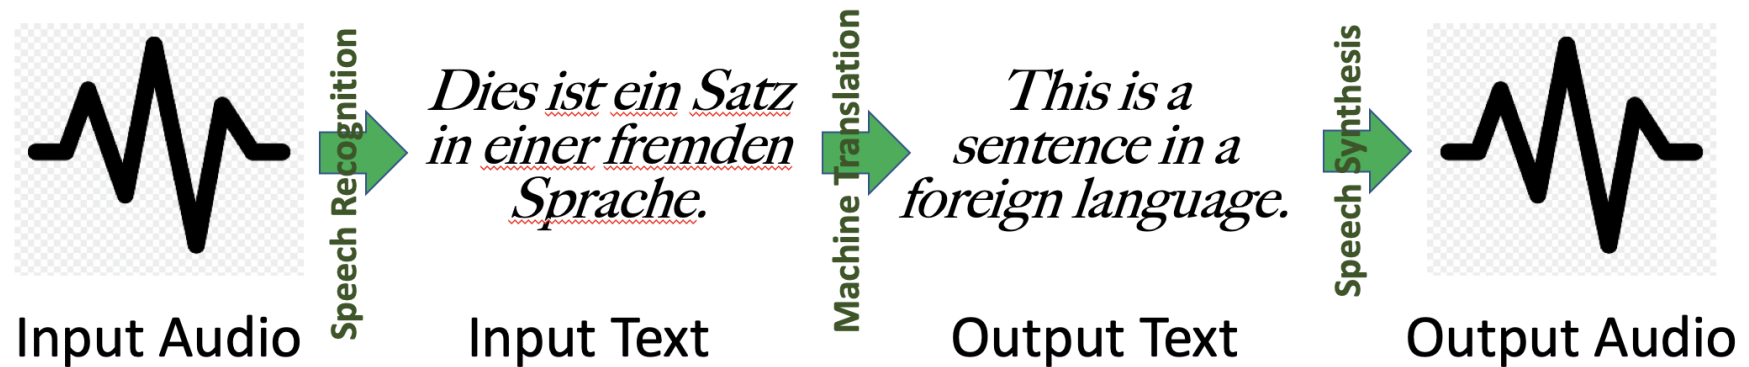 Input Audio
Speech Recognition
Dies ist ein Satz
in einer fremden
Sprache.
Input Text
Machine Translation
This is a
sentence in a
foreign language.
Output Text
Speech Synthesis
Output Audio